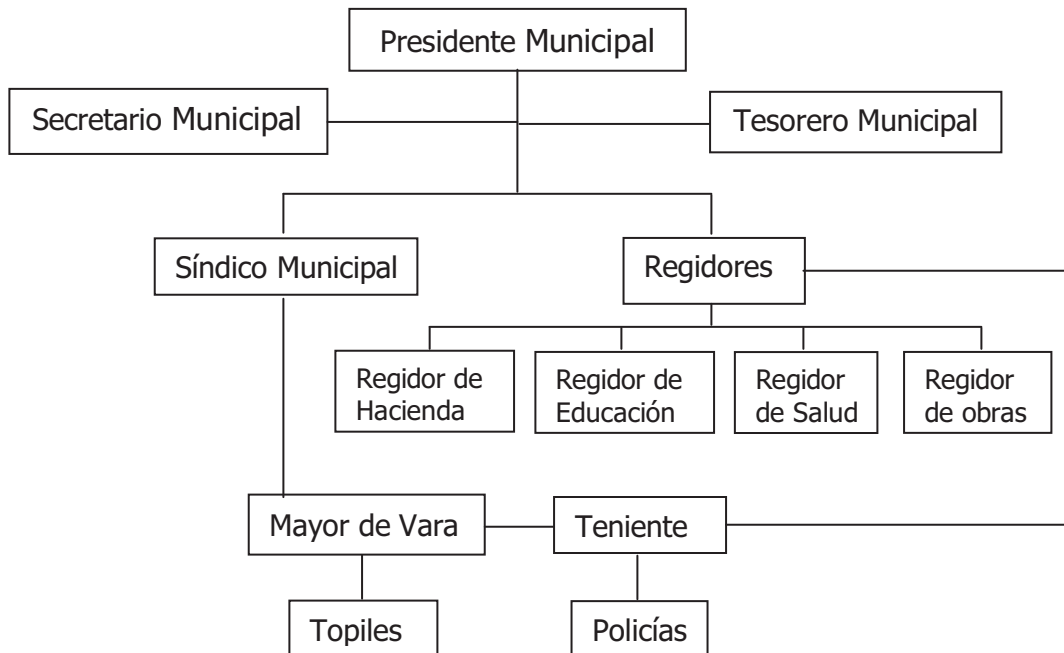 Presidente Municipal
Secretario Municipal
Tesorero Municipal
Síndico Municipal
Regidores
Regidor de
Hacienda
Regidor de
Educación
Regidor
de Salud
Regidor
de obras
Mayor de Vara
Teniente
Topiles
Policías